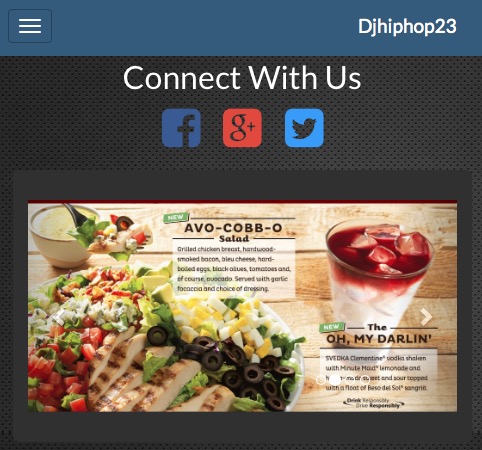 Djhiphop23
Connect With Us
g+
NEW
AVO-COBB-O
Salad
Grilled chicken breast, hardwood-
smoked bacon, bleu cheese, hard-
boiled eggs, black olives, tomatoes and,
of course, avocado. Served with garlic
focaccia and choice of dressing.
NEW
The
OH, MY DARLIN'
SVEDKA Clementine® vodka shaken
with Minute Maid® lemonade and
sweet and sour topped
with a float of Beso del Sol® sangria.
Drink Responsibly
Drive Responsibly